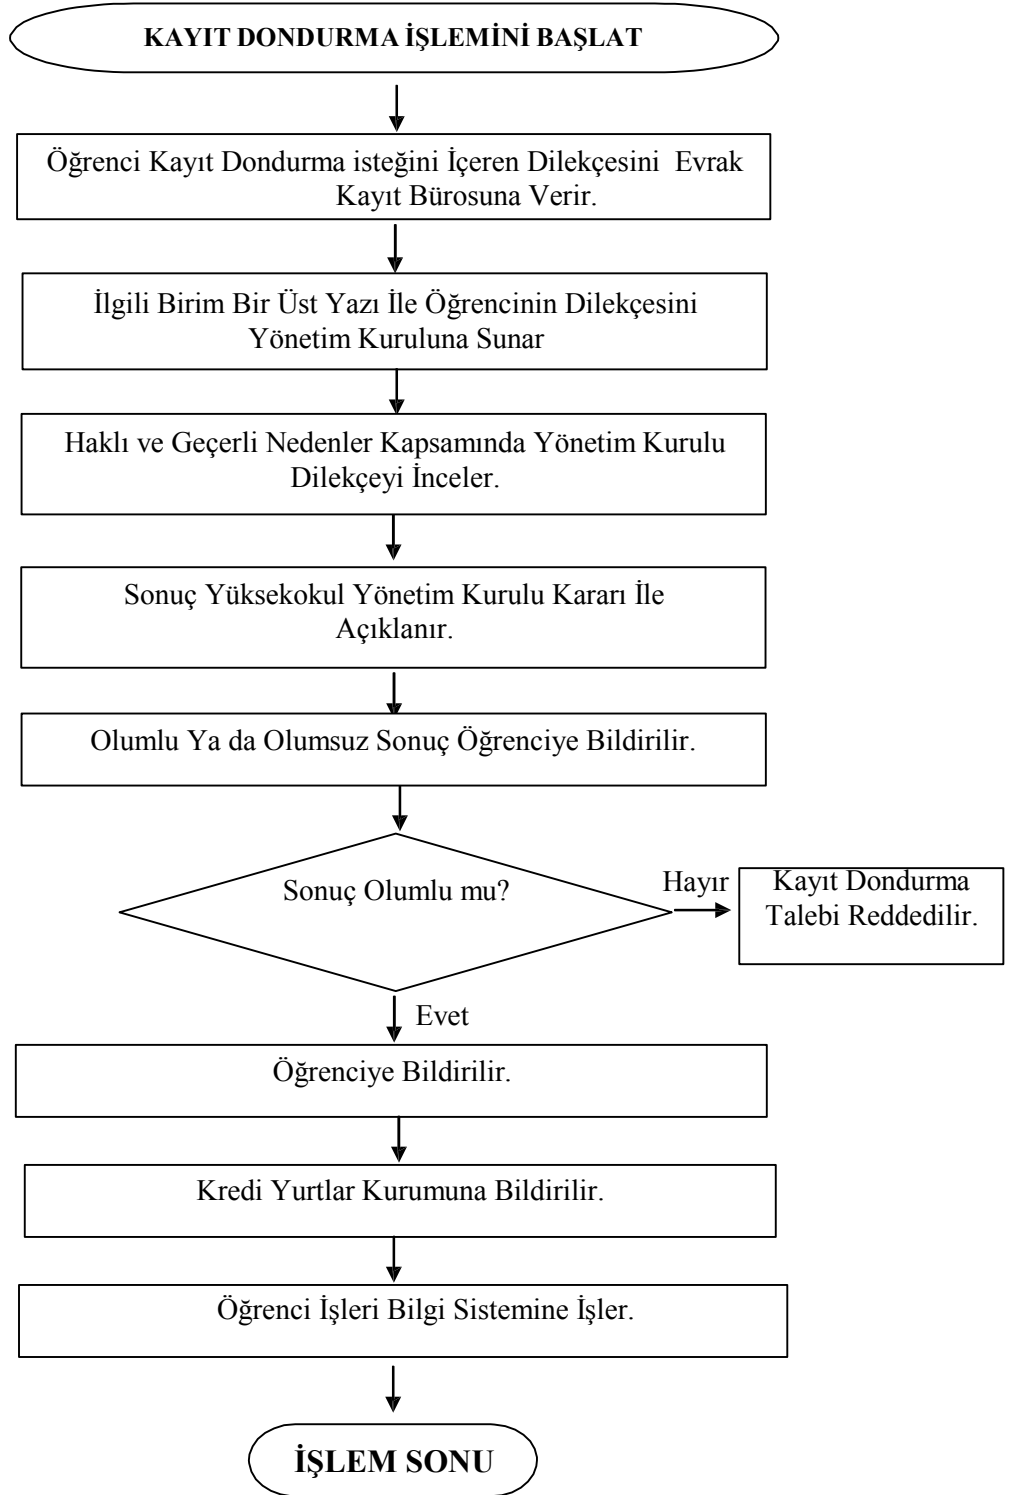 KAYIT DONDURMA İŞLEMİNİ BAŞLAT
Öğrenci Kayıt Dondurma isteğini İçeren Dilekçesini Evrak
Kayıt Bürosuna Verir.
İlgili Birim Bir Üst Yazı İle Öğrencinin Dilekçesini
Yönetim Kuruluna Sunar
Haklı ve Geçerli Nedenler Kapsamında Yönetim Kurulu
Dilekçeyi İnceler.
Sonuç Yüksekokul Yönetim Kurulu Kararı İle
Açıklanır.
Olumlu Ya da Olumsuz Sonuç Öğrenciye Bildirilir.
Sonuç Olumlu mu?
Hayır
Kayıt Dondurma
Talebi Reddedilir.
Evet
Öğrenciye Bildirilir.
Kredi Yurtlar Kurumuna Bildirilir.
Öğrenci İşleri Bilgi Sistemine İşler.
İŞLEM SONU